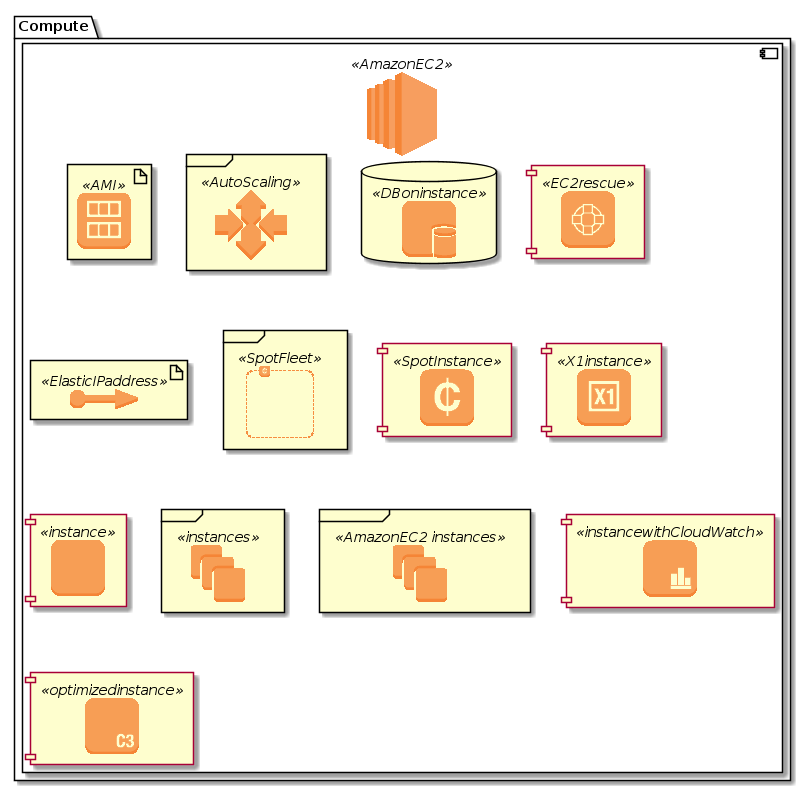 Compute
«AmazonEC2»
«AMI»
«AutoScaling»
«DBoninstance»
«EC2rescue»
«ElasticIPaddress»
«SpotFleet»
«SpotInstance»
¢
«X1instance»
X1
«instance»
«instances»
«AmazonEC2 instances»
«instancewithCloudWatch»
«optimizedinstance»
C3